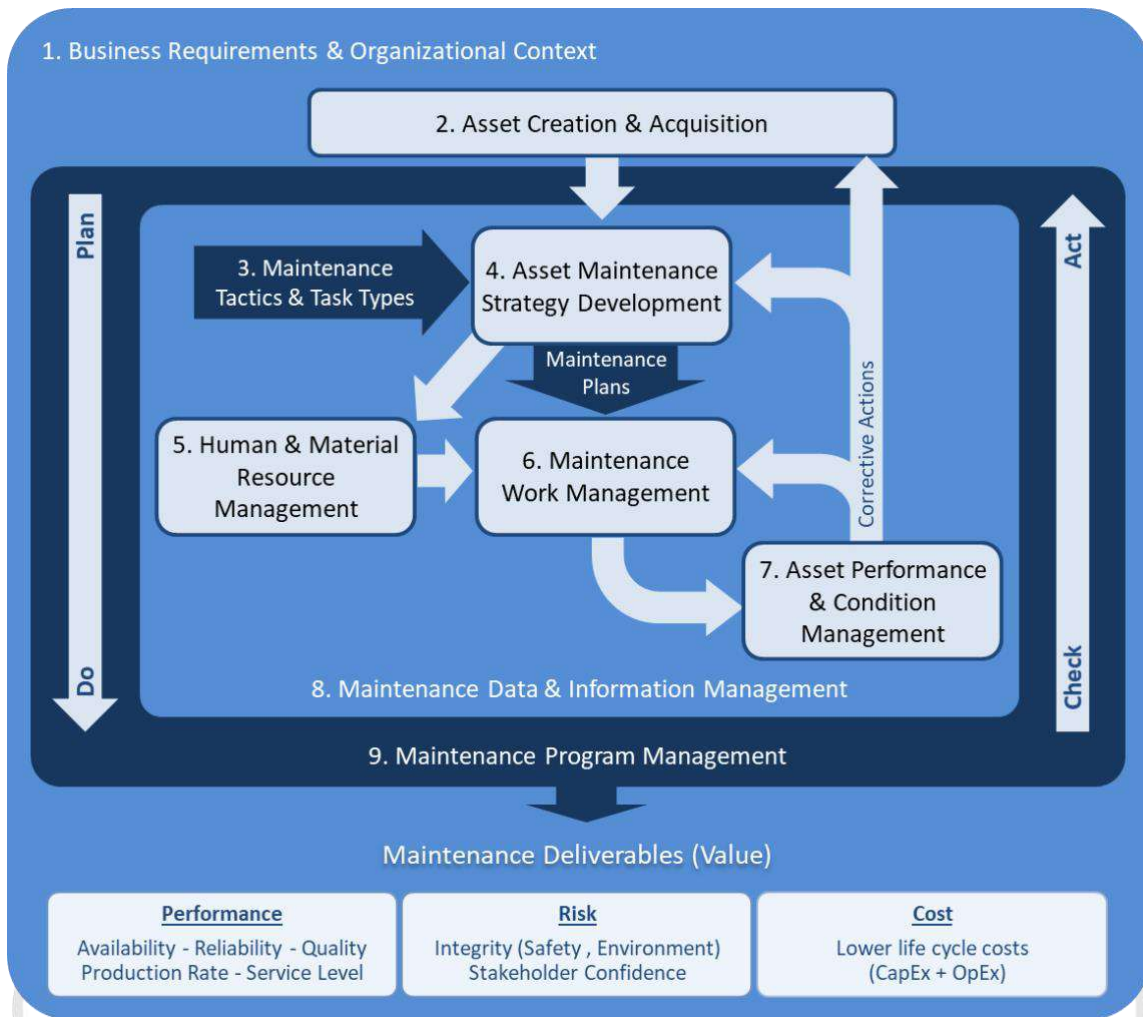 1. Business Requirements & Organizational Context
2. Asset Creation & Acquisition
Plan
Act
3. Maintenance
Tactics & Task Types
4. Asset Maintenance
Strategy Development
Maintenance
Plans
Corrective Actions
5. Human & Material
Resource
Management
6. Maintenance
Work Management
7. Asset Performance
& Condition
Management
Do
Check
8. Maintenance Data & Information Management
9. Maintenance Program Management
Maintenance Deliverables (Value)
Performance
Availability - Reliability - Quality
Production Rate - Service Level
Risk
Integrity (Safety , Environment)
Stakeholder Confidence
Cost
Lower life cycle costs
(CapEx + OpEx)